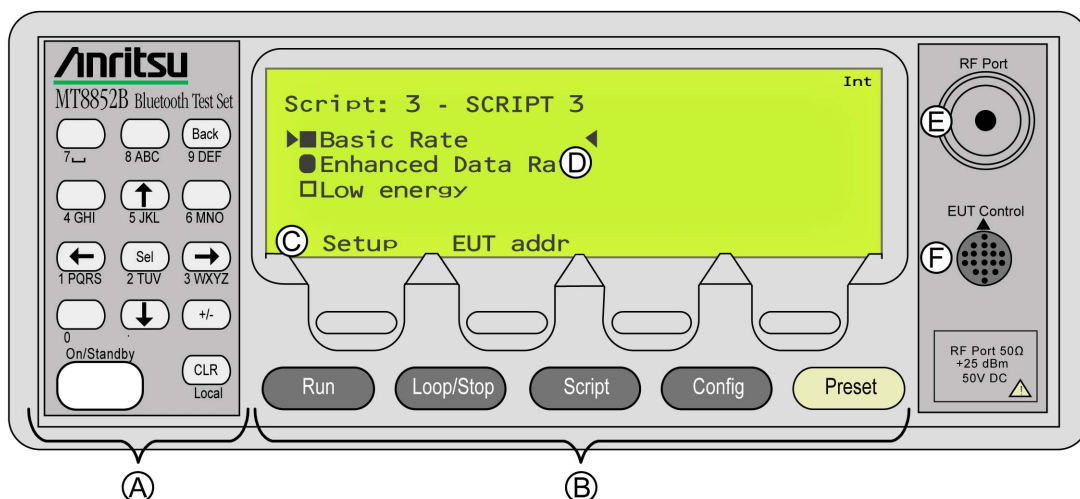 Anritsu
MT8852B Bluetooth Test Set
Back
7
8 ABC
9 DEF
4 GHI
5 JKL
6 MNO
Sel
1 PQRS
2 TUV
3 WXYZ
+/-
0
.
On/Standby
CLR
Local
Int
Script: 3 - SCRIPT 3
Basic Rate
Enhanced Data Ra
D
Low energy
C
Setup EUT addr
Run
Loop/Stop
Script
Config
Preset
RF Port
E
EUT Control
F
RF Port 50Ω
+25 dBm
50V DC
A
B